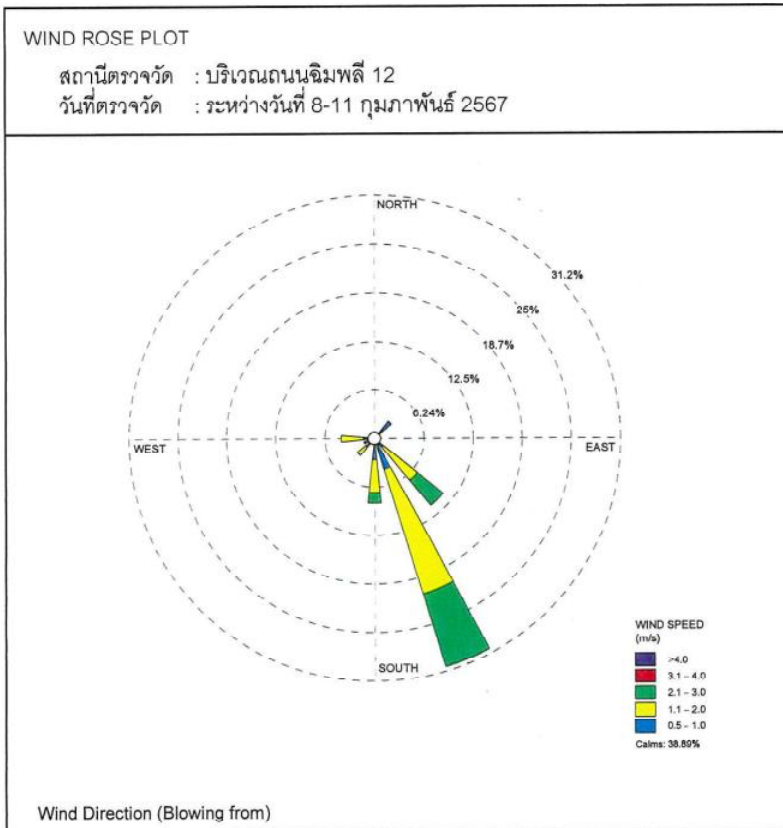 WIND ROSE PLOT
สถานีตรวจวัด : บริเวณถนนฉิมพลี 12
วันที่ตรวจวัด : ระหว่างวันที่ 8-11 กุมภาพันธ์ 2567
NORTH
31.2%
25%
18.7%
12.5%
6.24%
WEST
EAST
SOUTH
WIND SPEED
(m/s)
>4.0
3.1 – 4.0
2.1 – 3.0
1.1 – 2.0
0.5 – 1.0
Calms: 38.89%
Wind Direction (Blowing from)